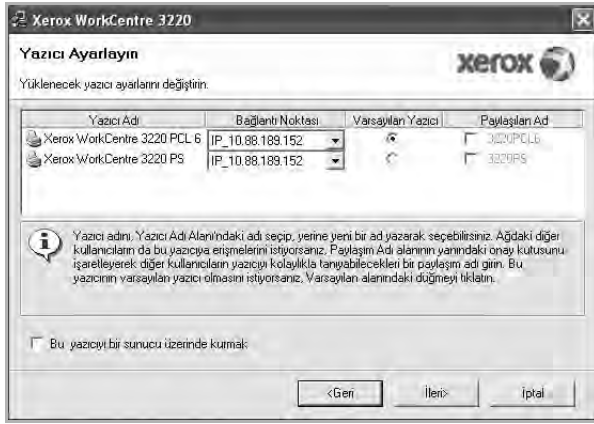 Xerox WorkCentre 3220
Yazıcı Ayarlayın
xerox
Yüklenecek yazıcı ayarlarını değiştirin.
Yazıcı Adı Bağlantı Noktası Varsayılan Yazıcı Paylaşılan Ad
Xerox WorkCentre 3220 PCL 6 IP_10.88.189.152 3220PCL6
Xerox WorkCentre 3220 PS IP_10.88.189.152 3220PS
Yazıcı adını, Yazıcı Adı Alanı'ndaki adı seçip, yerine yeni bir ad yazarak seçebilirsiniz. Ağdaki diğer
kullanıcıların da bu yazıcıya erişmelerini istiyorsanız, Paylaşım Adı alanının yanındaki onay kutusunu
işaretleyerek diğer kullanıcıların yazıcıyı kolaylıkla tanıyabilecekleri bir paylaşım adı girin. Bu
yazıcının varsayılan yazıcı olmasını istiyorsanız, Varsayılan alanındaki düğmeyi tıklatın.
Bu yazıcıyı bir sunucu üzerinde kurmak
<Geri İleri> İptal